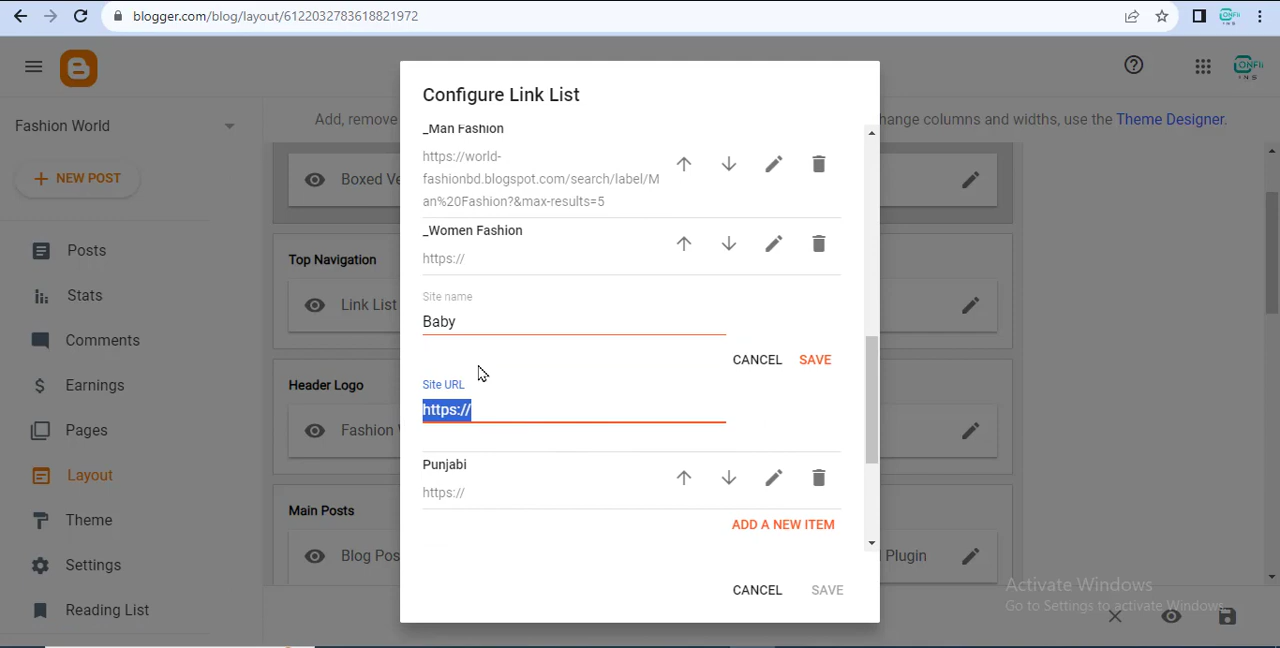 blogger.com/blog/layout/6122032783618821972
Fashion World
NEW POST
Posts
Stats
Comments
Earnings
Pages
Layout
Theme
Settings
Reading List
Add, remove
hange columns and widths, use the Theme Designer.
Boxed Ve
Top Navigation
Link List
Header Logo
Fashion
Main Posts
Blog Pos
Plugin
Configure Link List
_Man Fashion
https://world-
fashionbd.blogspot.com/search/label/M
an%20Fashion?&max-results=5
_Women Fashion
https://
Site name
Baby
CANCEL SAVE
Site URL
https://
Punjabi
https://
ADD A NEW ITEM
CANCEL SAVE
Activate Windows
Go to Settings to activate Windows.